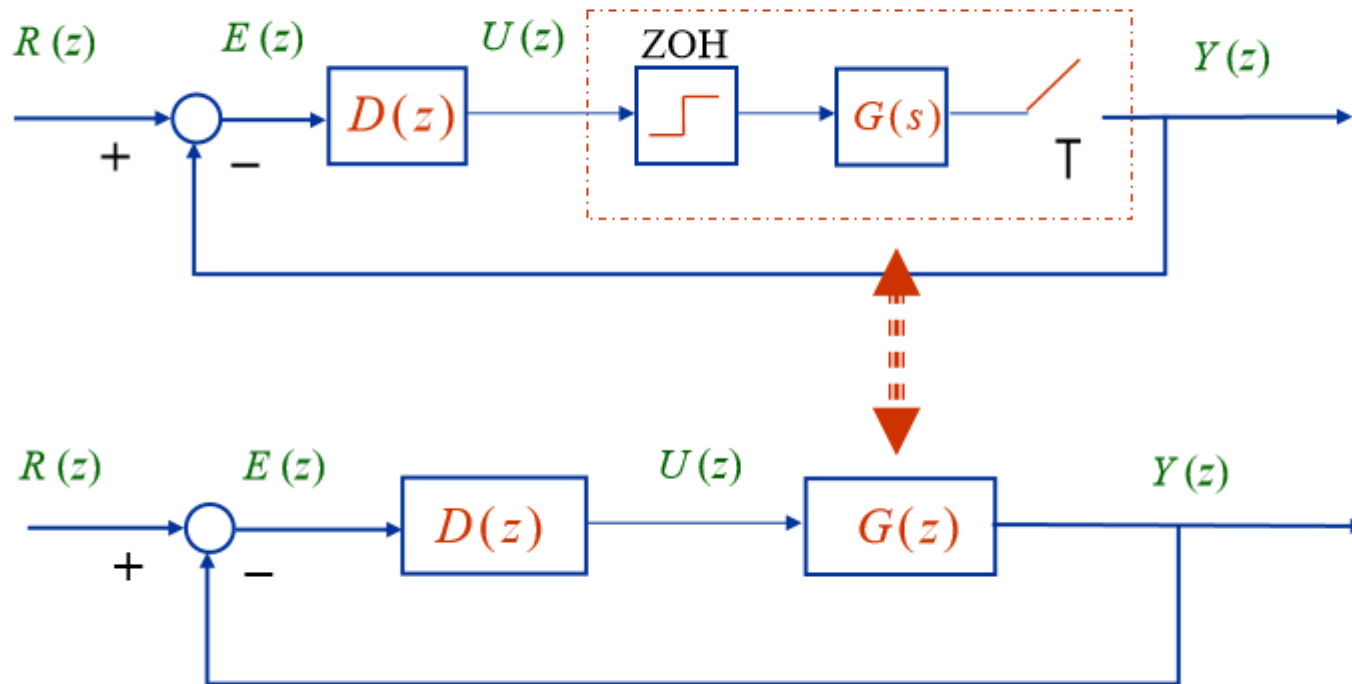 R(z) E(z) U(z) ZOH Y(z)
D(z) G(s)
+ − T
R(z) E(z) U(z) Y(z)
D(z) G(z)
+ −